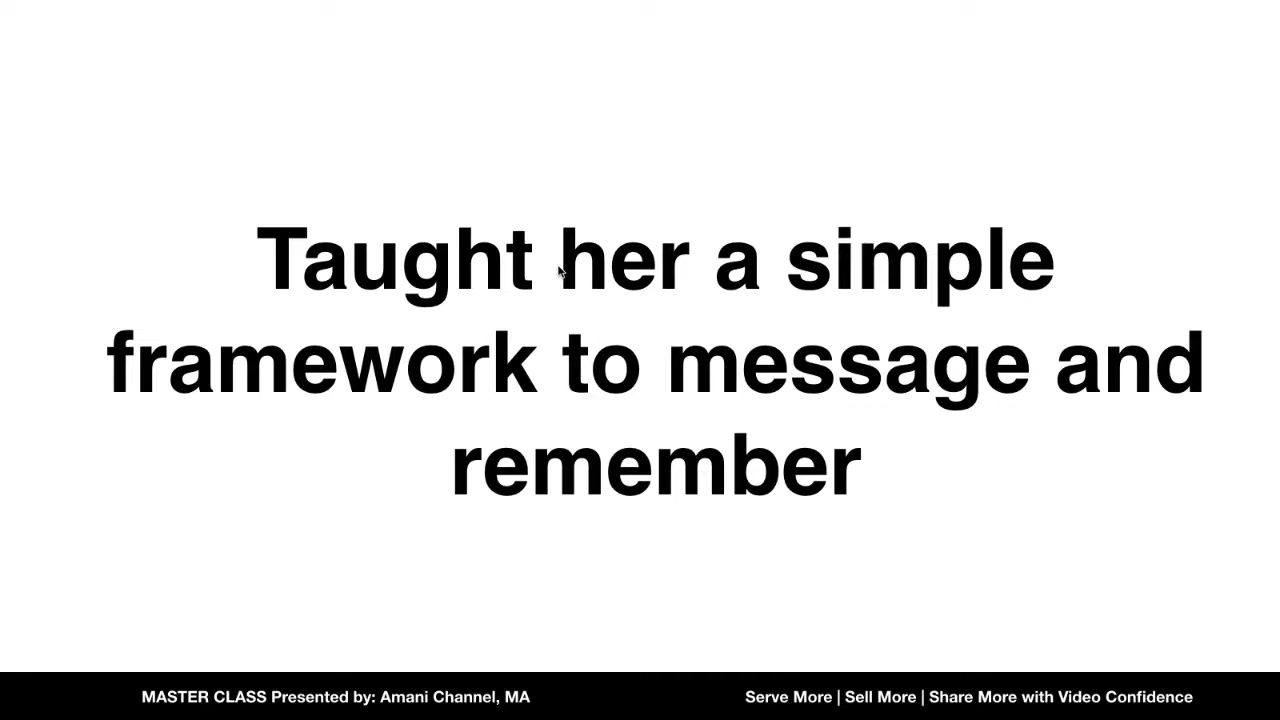 Taught her a simple
framework to message and
remember
MASTER CLASS Presented by: Amani Channel, MA
Serve More | Sell More | Share More with Video Confidence